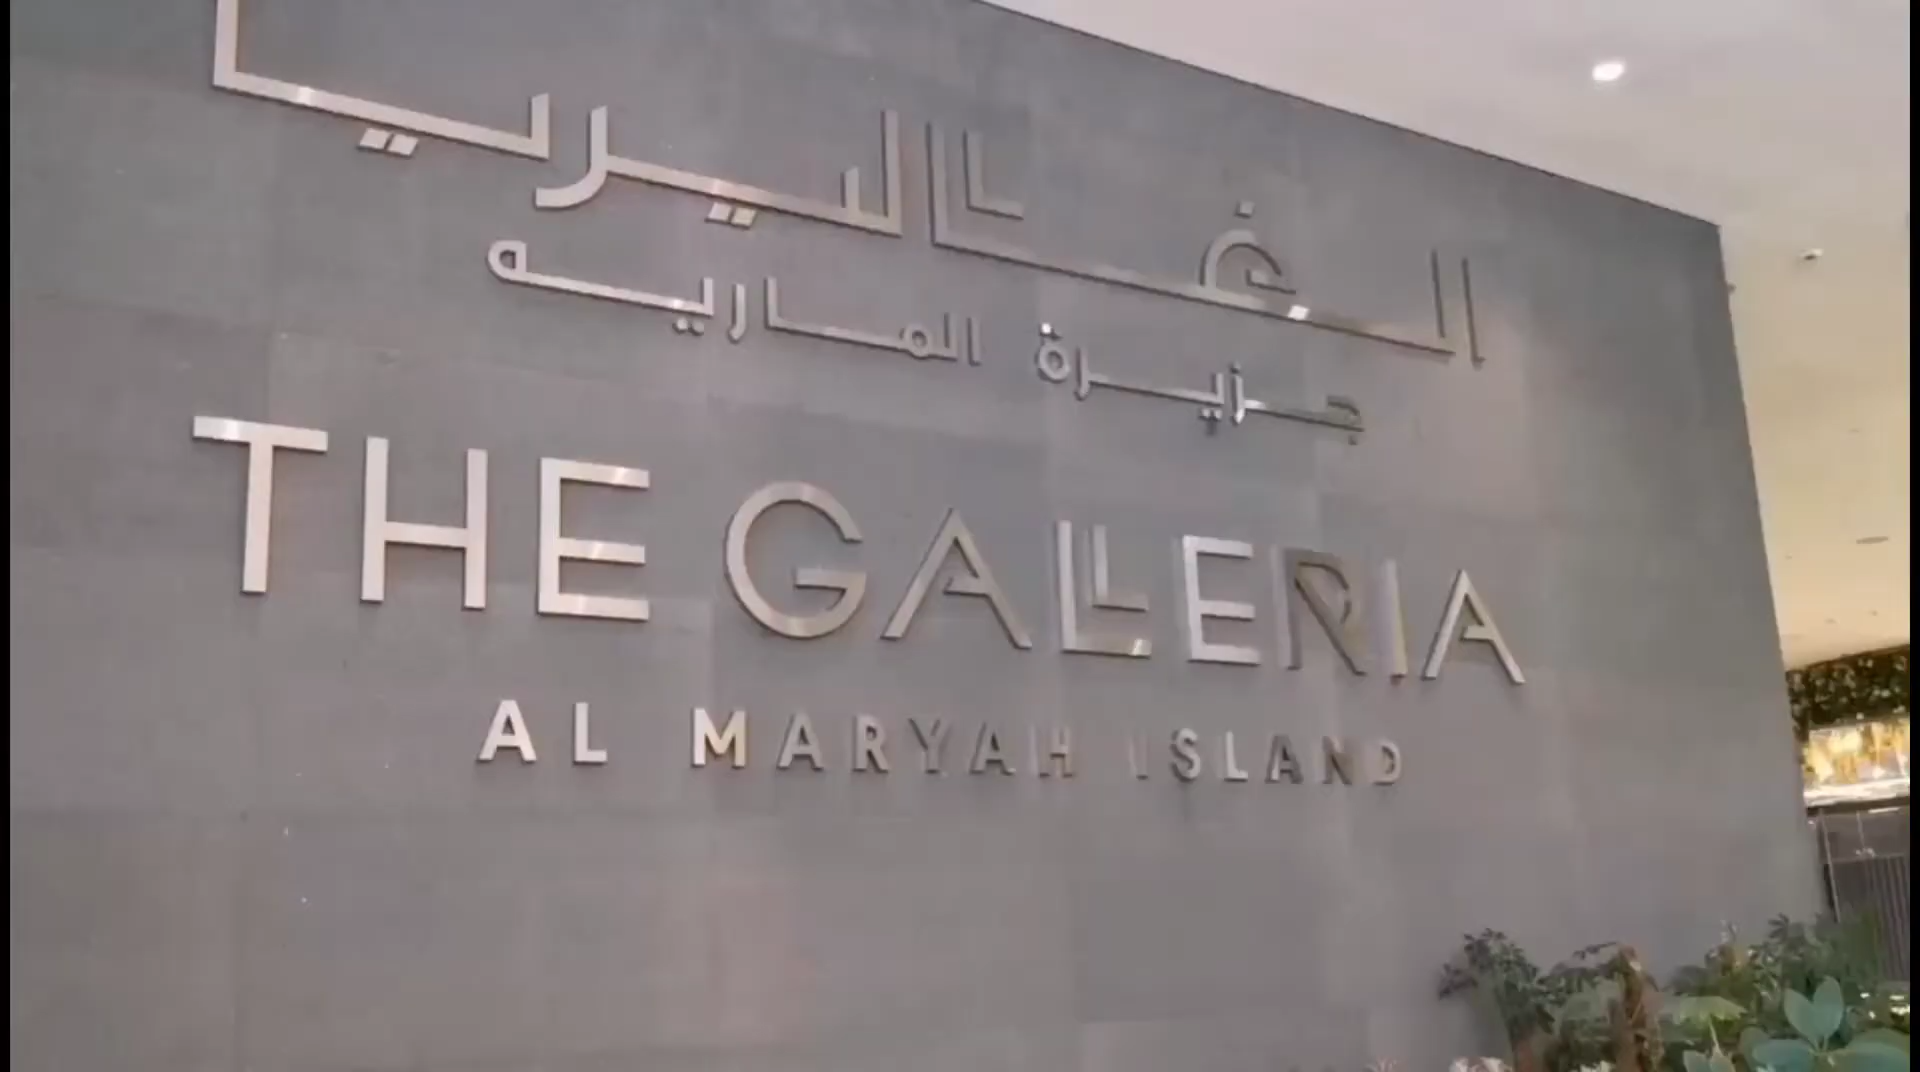 الغاليريا
جزيرة الماريه
THE GALLERIA
AL MARYAH ISLAND